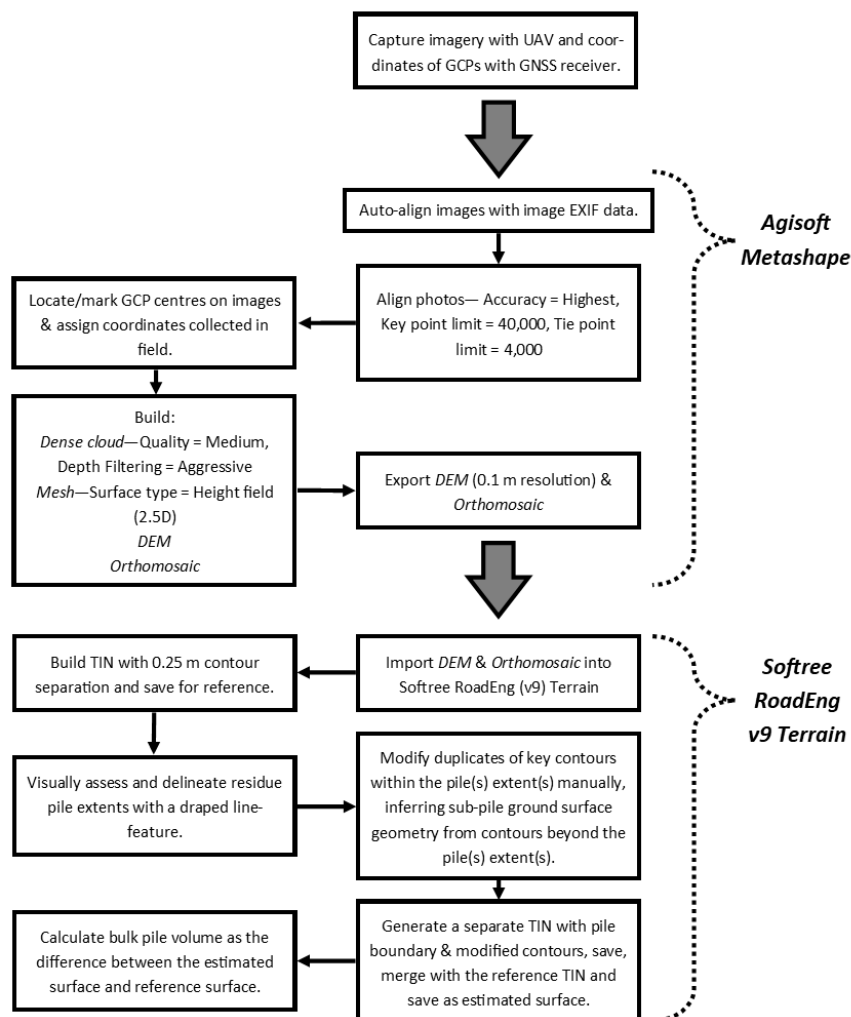 Capture imagery with UAV and coor-
dinates of GCPs with GNSS receiver.
Auto-align images with image EXIF data.
Agisoft
Metashape
Align photos— Accuracy = Highest,
Key point limit = 40,000, Tie point
limit = 4,000
Locate/mark GCP centres on images
& assign coordinates collected in
field.
Build:
Dense cloud—Quality = Medium,
Depth Filtering = Aggressive
Mesh—Surface type = Height field
(2.5D)
DEM
Orthomosaic
Export DEM (0.1 m resolution) &
Orthomosaic
Import DEM & Orthomosaic into
Softree RoadEng (v9) Terrain
Softree
RoadEng
v9 Terrain
Build TIN with 0.25 m contour
separation and save for reference.
Visually assess and delineate residue
pile extents with a draped line-
feature.
Modify duplicates of key contours
within the pile(s) extent(s) manually,
inferring sub-pile ground surface
geometry from contours beyond the
pile(s) extent(s).
Generate a separate TIN with pile
boundary & modified contours, save,
merge with the reference TIN and
save as estimated surface.
Calculate bulk pile volume as the
difference between the estimated
surface and reference surface.